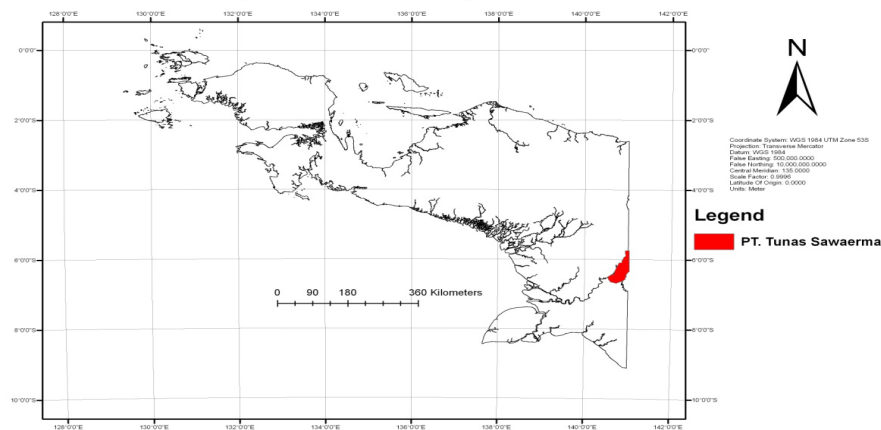 128°0'0"E 130°0'0"E 132°0'0"E 134°0'0"E 136°0'0"E 138°0'0"E 140°0'0"E 142°0'0"E
0°0'0" 0°0'0"
2°0'0"S 2°0'0"S
4°0'0"S 4°0'0"S
6°0'0"S 6°0'0"S
8°0'0"S 8°0'0"S
10°0'0"S 10°0'0"S
128°0'0"E 130°0'0"E 132°0'0"E 134°0'0"E 136°0'0"E 138°0'0"E 140°0'0"E 142°0'0"E
0 90 180 360 Kilometers
N
Coordinate System: WGS 1984 UTM Zone 53S
Projection: Transverse Mercator
Datum: WGS 1984
False Easting: 500,000.0000
False Northing: 10,000,000.0000
Central Meridian: 135.0000
Scale Factor: 0.9996
Latitude Of Origin: 0.0000
Units: Meter
Legend
PT. Tunas Sawaerma